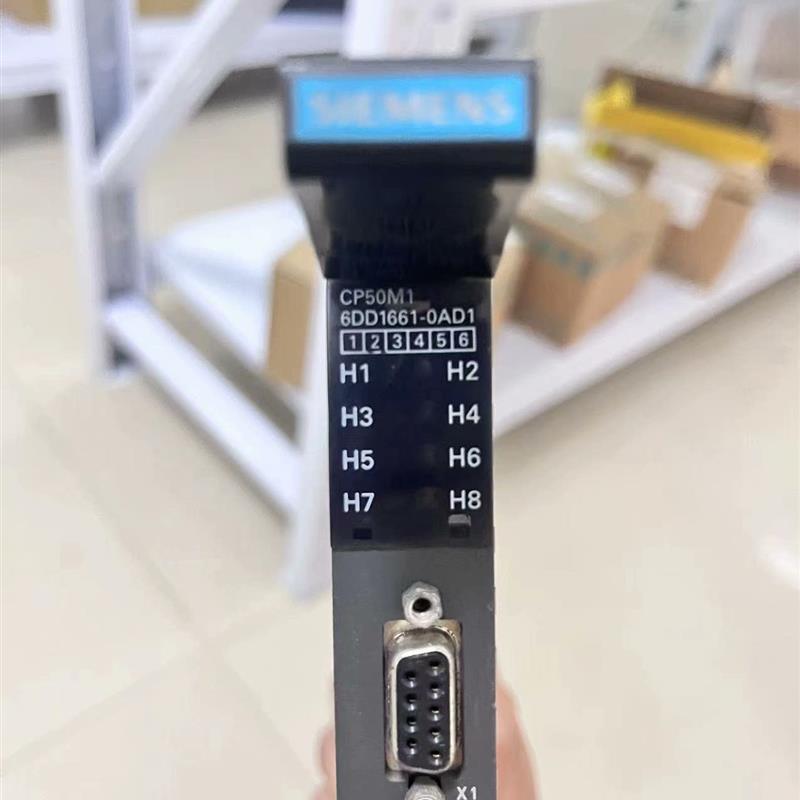 SIEMENS
CP50M1
6DD1661-0AD1
1 2 3 4 5 6
H1 H2
H3 H4
H5 H6
H7 H8
X1